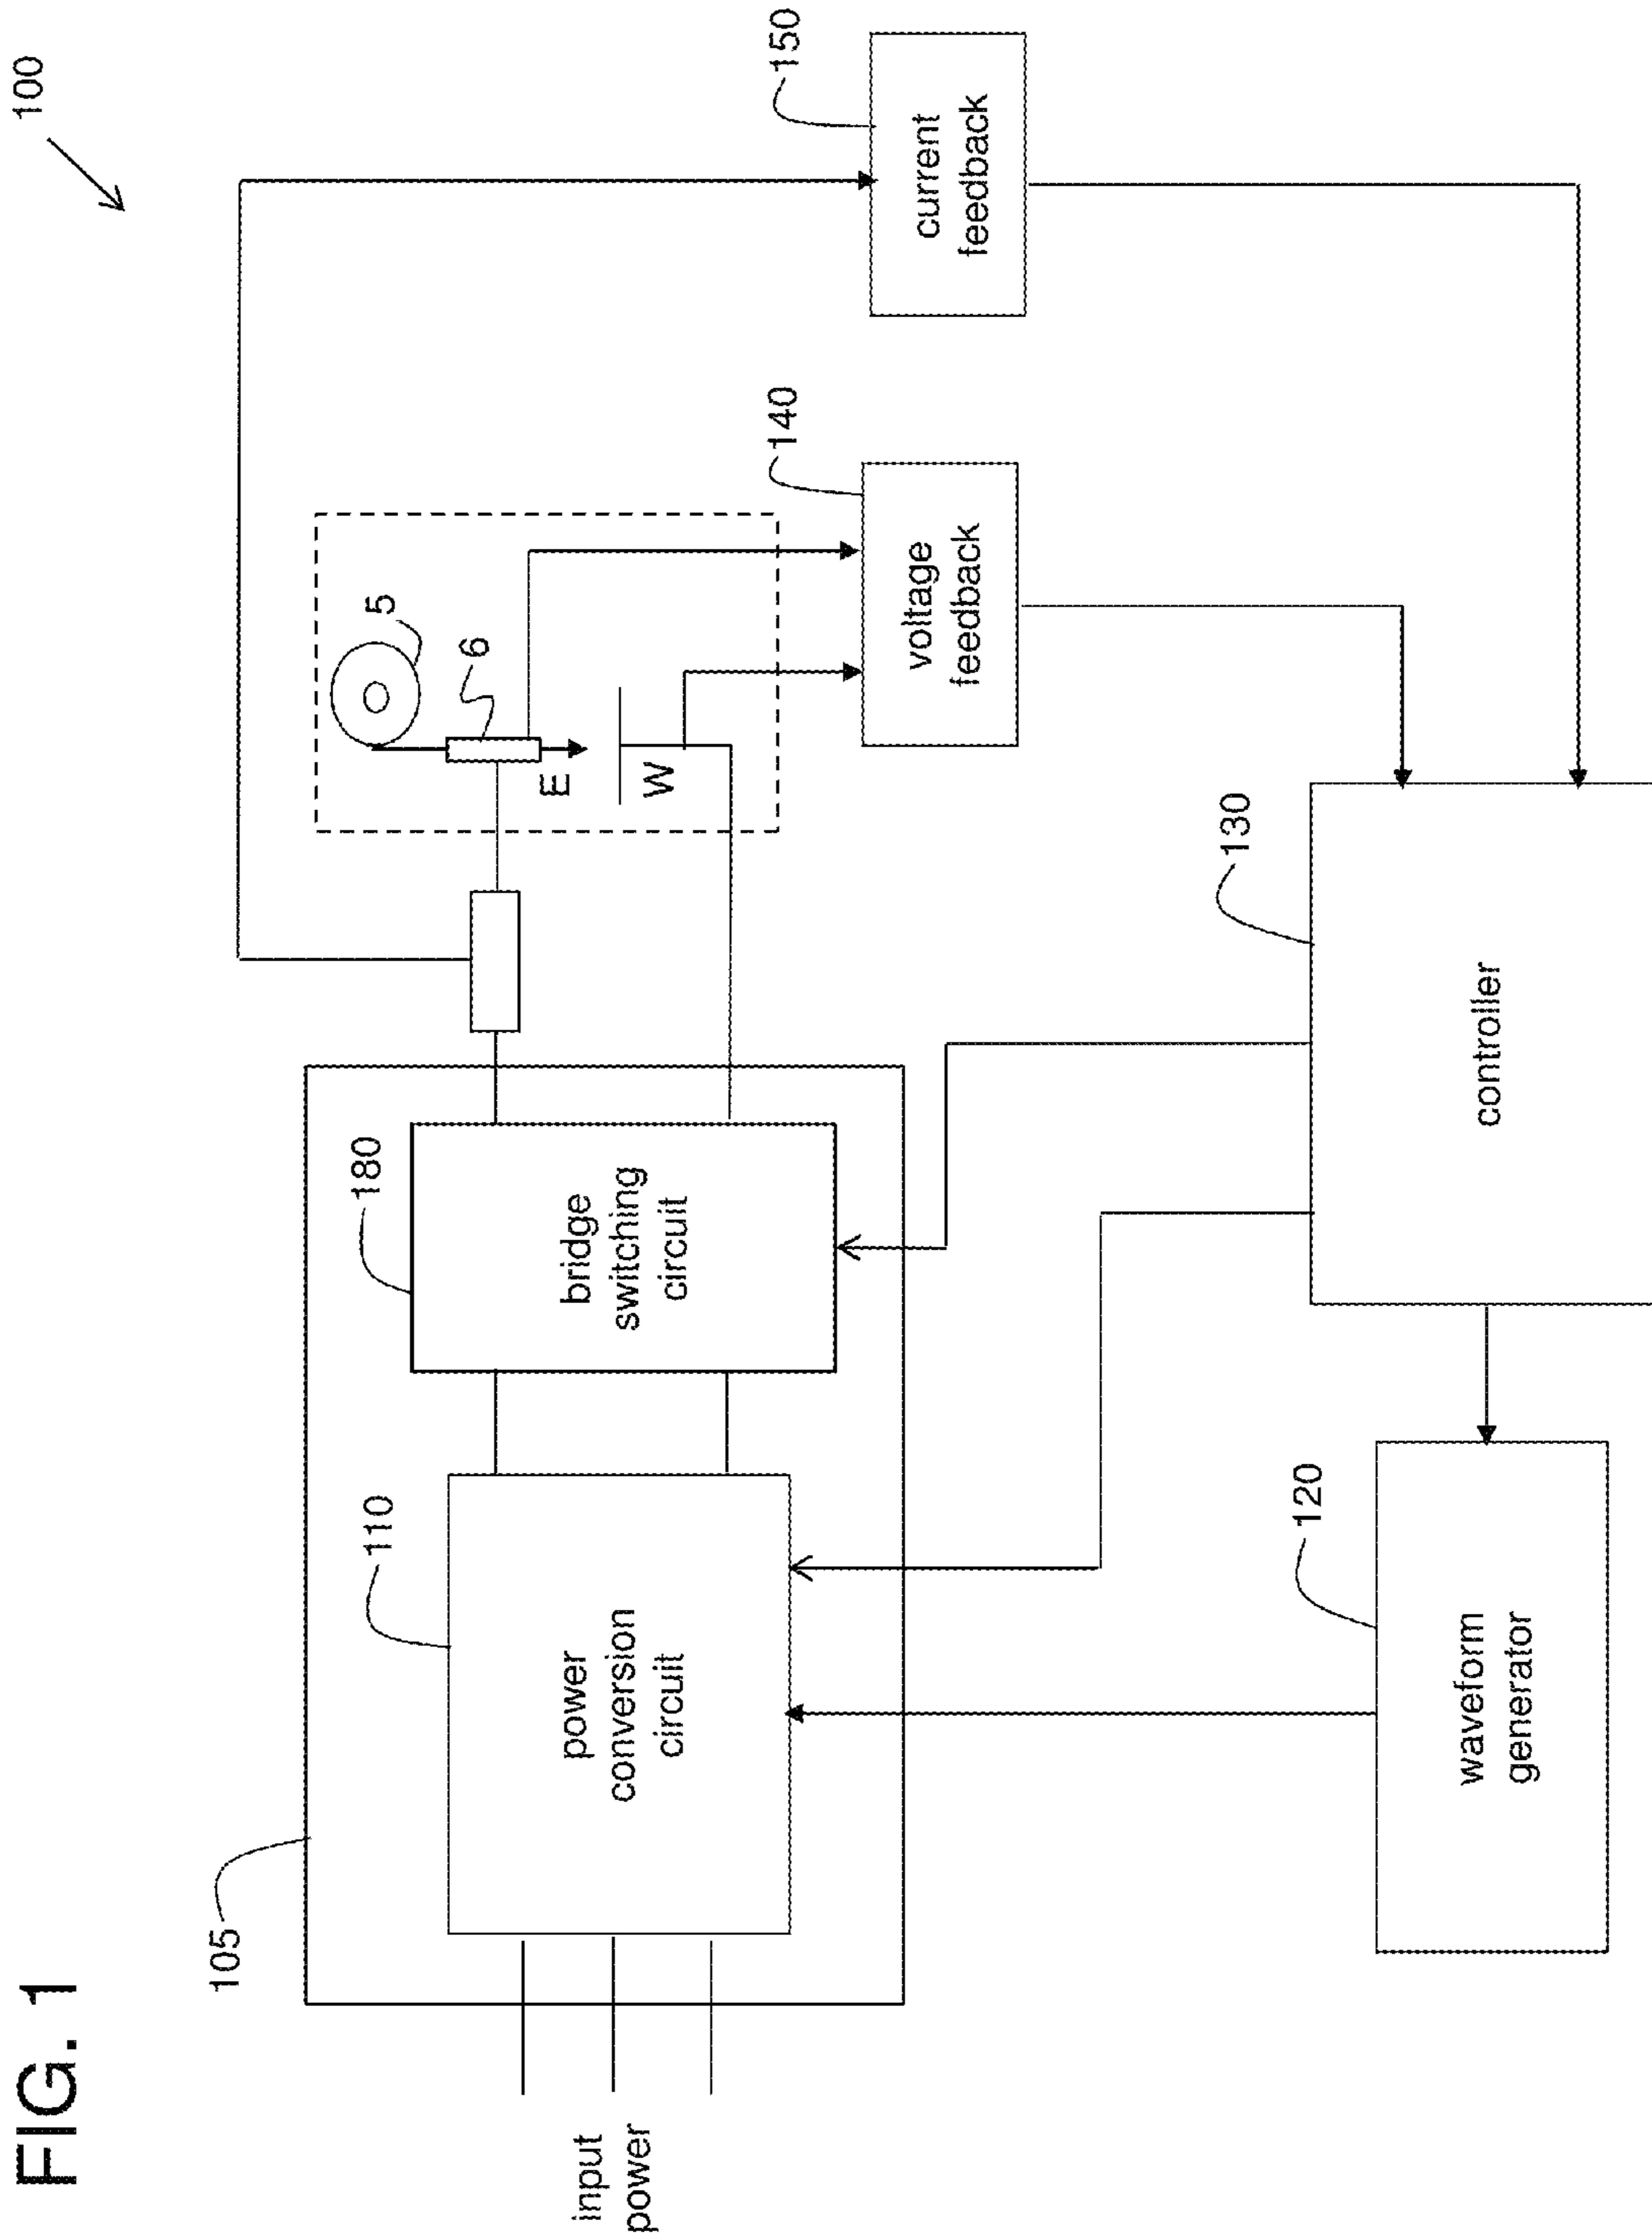 FIG. 1
100
105
110
180
5
6
E
W
input
power
power
conversion
circuit
bridge
switching
circuit
140
150
voltage
feedback
current
feedback
120
130
waveform
generator
controller